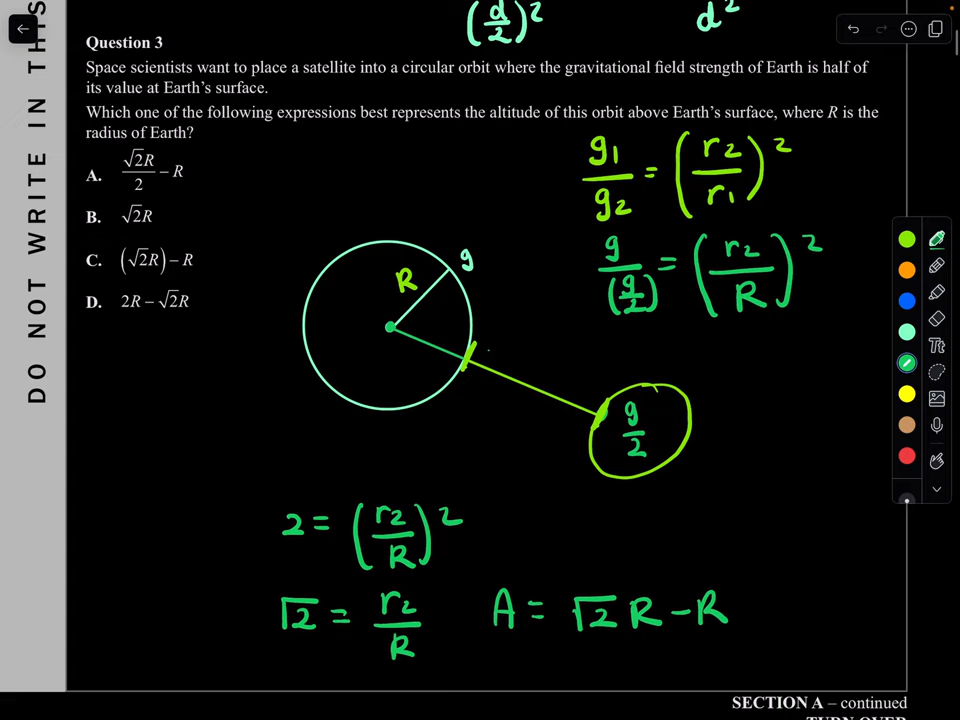 DO NOT WRITE IN THIS
(d/2)² d²
Question 3
Space scientists want to place a satellite into a circular orbit where the gravitational field strength of Earth is half of
its value at Earth's surface.
Which one of the following expressions best represents the altitude of this orbit above Earth's surface, where R is the
radius of Earth?
A. √2R/2 − R
B. √2R
C. (√2R) − R
D. 2R − √2R
g1/g2 = (r2/r1)²
g/(g/2) = (r2/R)²
R g
g/2
2 = (r2/R)²
√2 = r2/R A = √2 R − R
Tt
SECTION A – continued
TURN OVER